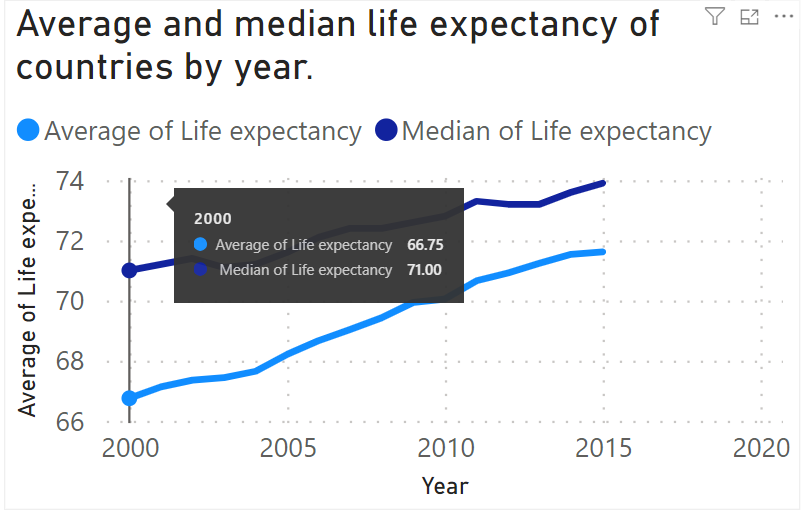 Average and median life expectancy of
countries by year.
Average of Life expectancy Median of Life expectancy
Average of Life expe...
74
72
70
68
66
2000
Average of Life expectancy 66.75
Median of Life expectancy 71.00
2000 2005 2010 2015 2020
Year